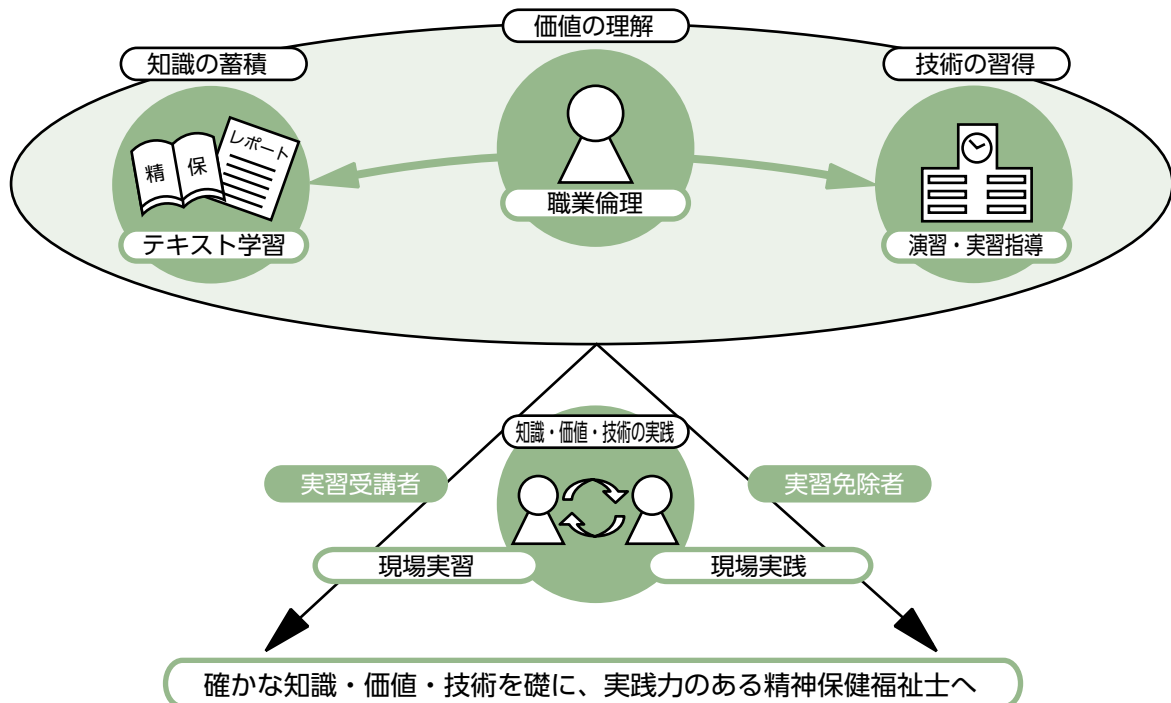 価値の理解
知識の蓄積
技術の習得
レポート
精 保
職業倫理
テキスト学習
演習・実習指導
知識・価値・技術の実践
実習受講者
実習免除者
現場実習
現場実践
確かな知識・価値・技術を礎に、実践力のある精神保健福祉士へ